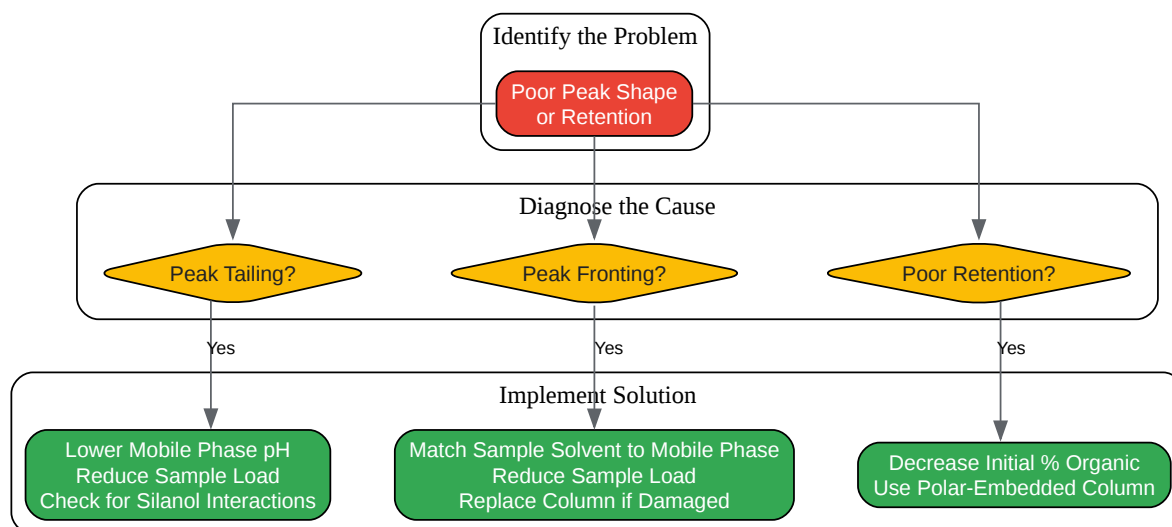 Identify the Problem
Poor Peak Shape
or Retention
Diagnose the Cause
Peak Tailing?
Peak Fronting?
Poor Retention?
Yes
Yes
Yes
Implement Solution
Lower Mobile Phase pH
Reduce Sample Load
Check for Silanol Interactions
Match Sample Solvent to Mobile Phase
Reduce Sample Load
Replace Column if Damaged
Decrease Initial % Organic
Use Polar-Embedded Column